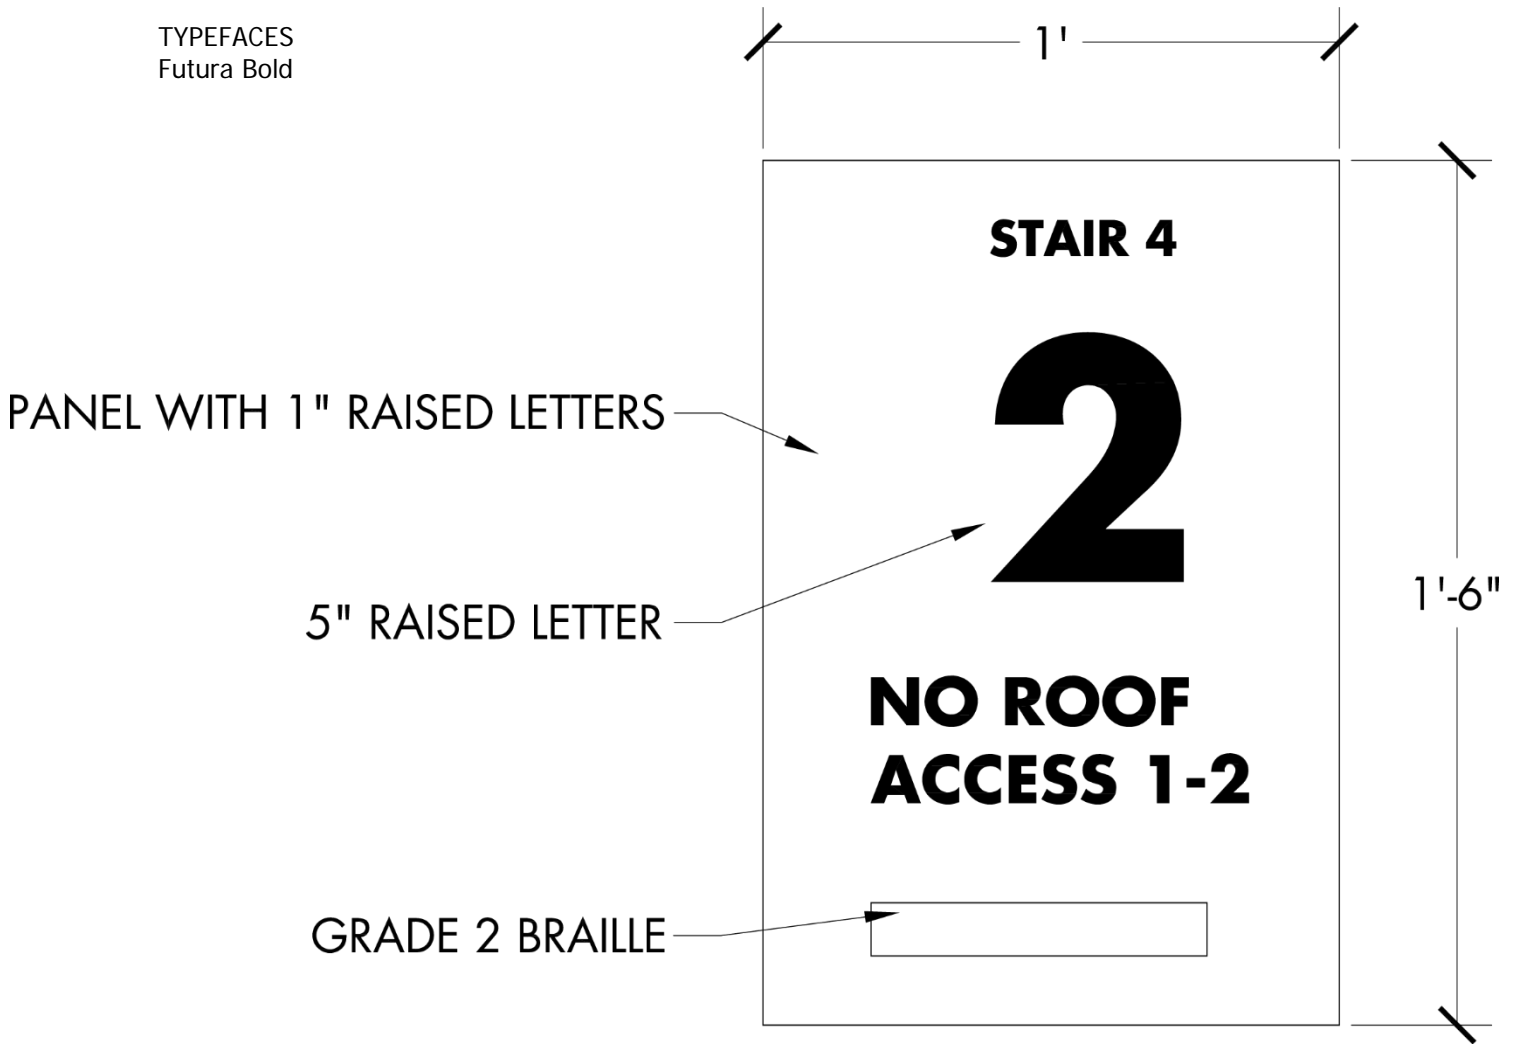 TYPEFACES
Futura Bold
1'
STAIR 4
2
PANEL WITH 1" RAISED LETTERS
5" RAISED LETTER
1'-6"
NO ROOF
ACCESS 1-2
GRADE 2 BRAILLE